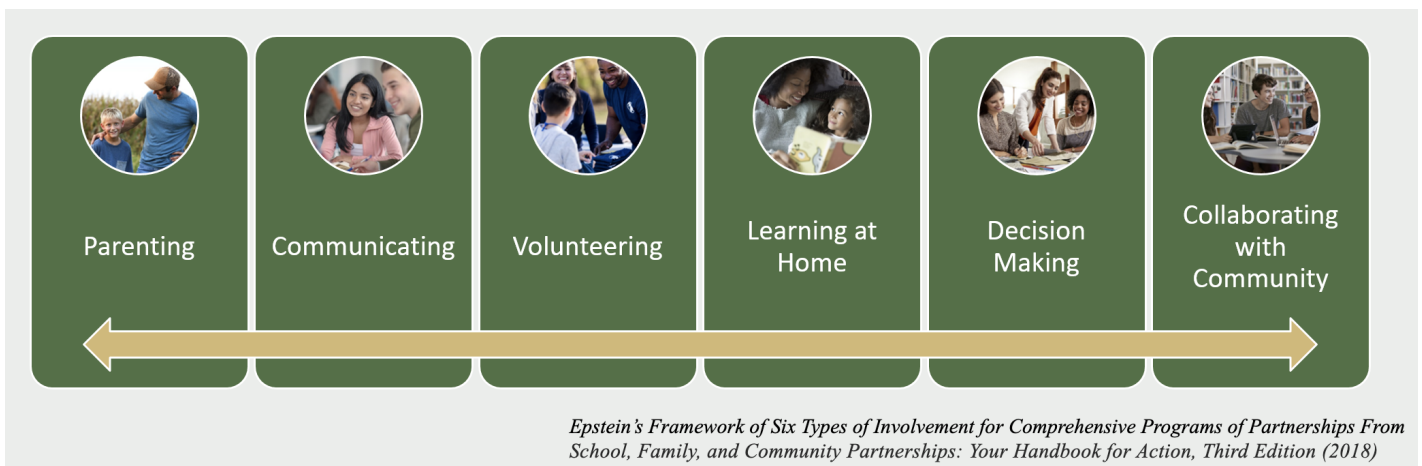 Parenting
Communicating
Volunteering
Learning at
Home
Decision
Making
Collaborating
with
Community
Epstein’s Framework of Six Types of Involvement for Comprehensive Programs of Partnerships From
School, Family, and Community Partnerships: Your Handbook for Action, Third Edition (2018)